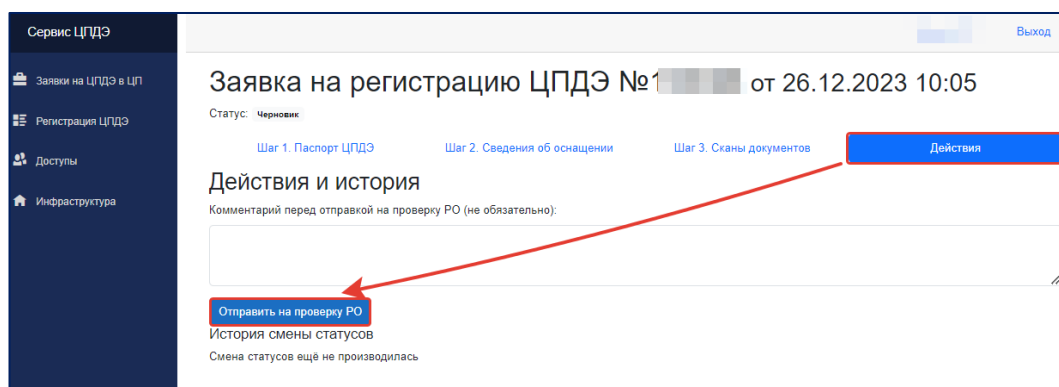 Сервис ЦПДЭ
Выход
Заявки на ЦПДЭ в ЦП
Регистрация ЦПДЭ
Доступы
Инфраструктура
Заявка на регистрацию ЦПДЭ №1 от 26.12.2023 10:05
Статус: Черновик
Шаг 1. Паспорт ЦПДЭ Шаг 2. Сведения об оснащении Шаг 3. Сканы документов Действия
Действия и история
Комментарий перед отправкой на проверку РО (не обязательно):
Отправить на проверку РО
История смены статусов
Смена статусов ещё не производилась